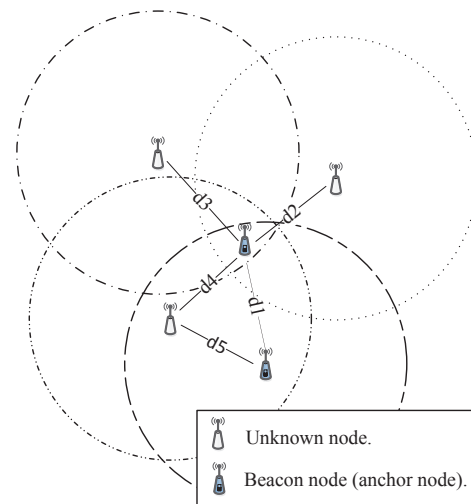 d3
d2
d4
d1
d5
Unknown node.
Beacon node (anchor node).